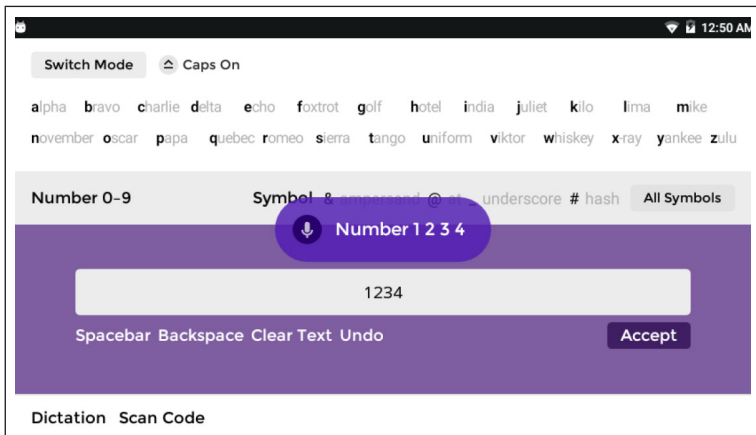 12:50 AM
Switch Mode Caps On
alpha bravo charlie delta echo foxtrot golf hotel india juliet kilo lima mike
november oscar papa quebec romeo sierra tango uniform viktor whiskey x-ray yankee zulu
Number 0-9 Symbol & ampersand @ at _ underscore # hash All Symbols
Number 1 2 3 4
1234
Spacebar Backspace Clear Text Undo Accept
Dictation Scan Code